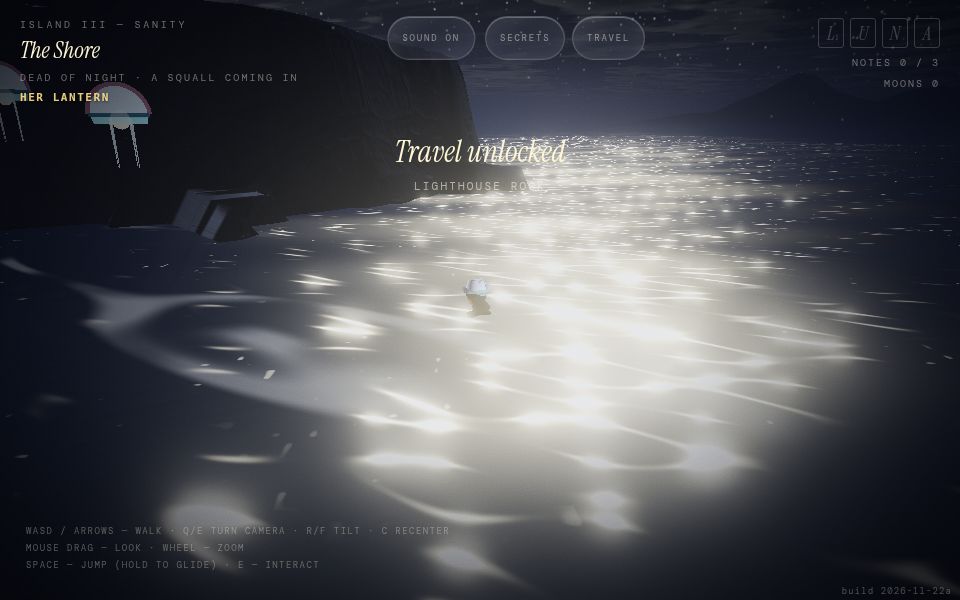 ISLAND III — SANITY
The Shore
DEAD OF NIGHT · A SQUALL COMING IN
HER LANTERN
SOUND ON
SECRETS
TRAVEL
L U N A
NOTES 0 / 3
MOONS 0
Travel unlocked
LIGHTHOUSE ROCK
WASD / ARROWS — WALK · Q/E TURN CAMERA · R/F TILT · C RECENTER
MOUSE DRAG — LOOK · WHEEL — ZOOM
SPACE — JUMP (HOLD TO GLIDE) · E — INTERACT
build 2026-11-22a